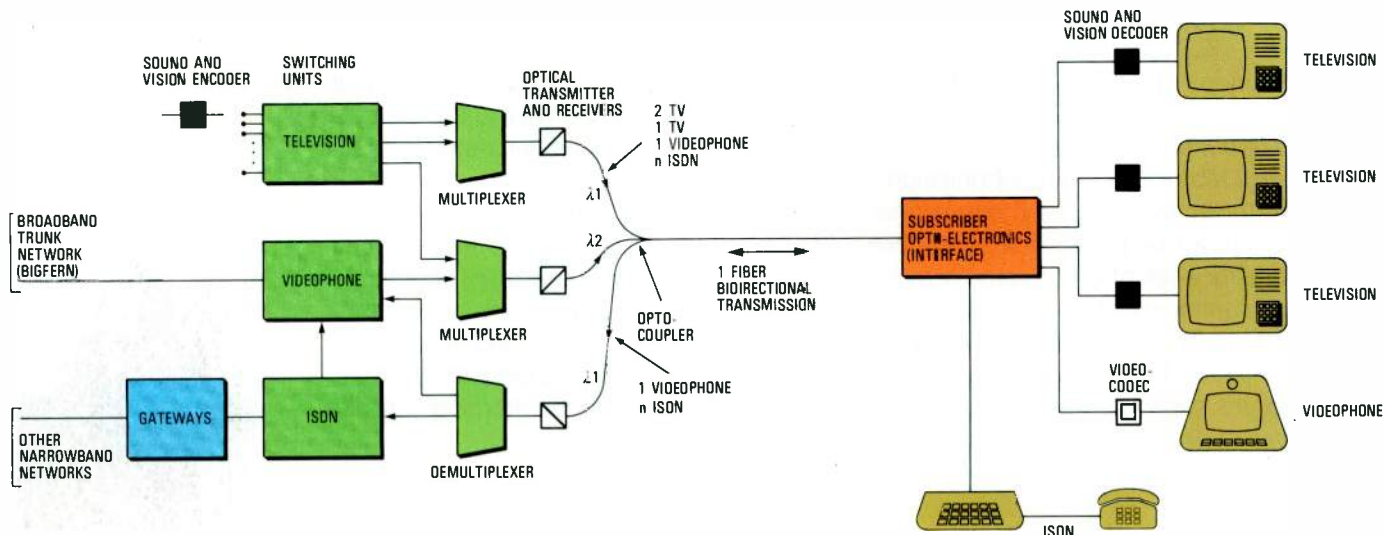 SOUND AND
VISION ENCODER
SWITCHING
UNITS
TELEVISION
VIDEOPHONE
ISDN
GATEWAYS
BROADBAND
TRUNK
NETWORK
(BIGFERN)
OTHER
NARROWBAND
NETWORKS
MULTIPLEXER
MULTIPLEXER
DEMULTIPLEXER
OPTICAL
TRANSMITTER
AND RECEIVERS
2 TV
1 TV
1 VIDEOPHONE
n ISDN
λ1
λ2
λ1
OPTO-
COUPLER
1 VIDEOPHONE
n ISDN
1 FIBER
BIDIRECTIONAL
TRANSMISSION
SUBSCRIBER
OPTO-ELECTRONICS
(INTERFACE)
SOUND AND
VISION DECODER
TELEVISION
TELEVISION
TELEVISION
VIDEO-
CODEC
VIDEOPHONE
ISDN